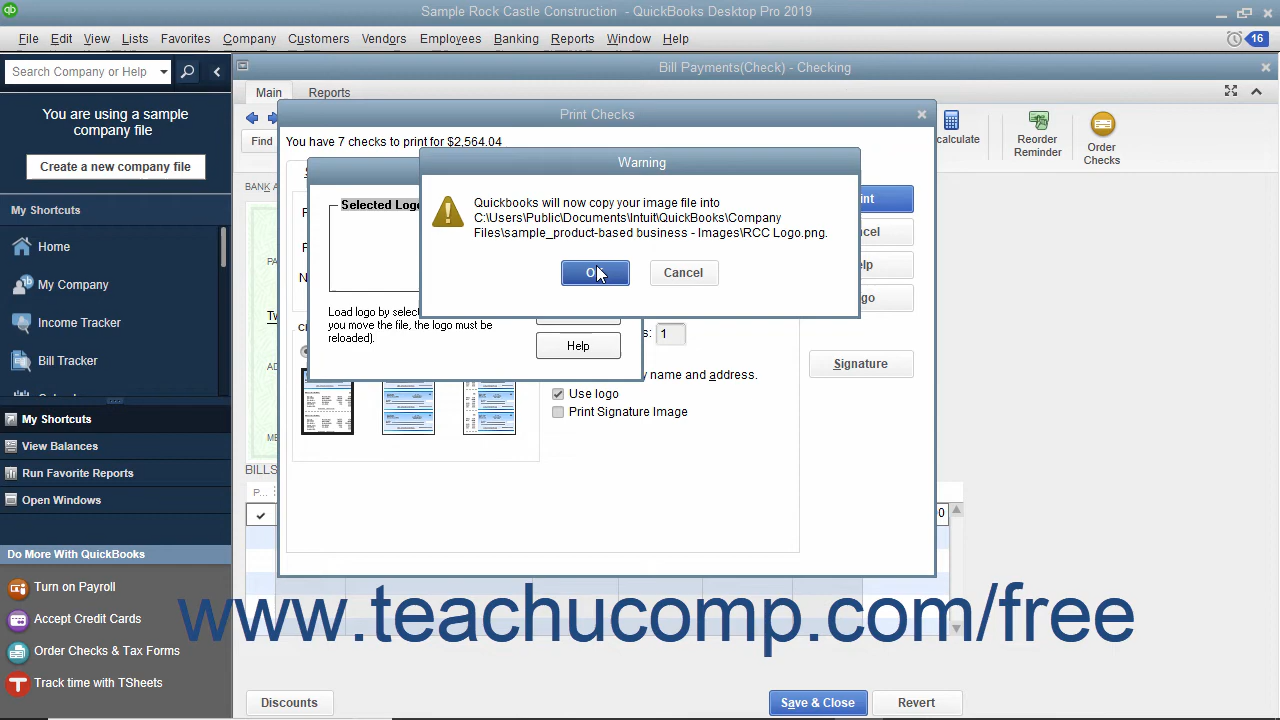 Sample Rock Castle Construction - QuickBooks Desktop Pro 2019
File Edit View Lists Favorites Company Customers Vendors Employees Banking Reports Window Help
16
Search Company or Help
You are using a sample
company file
Create a new company file
My Shortcuts
Home
My Company
Income Tracker
Bill Tracker
My Shortcuts
View Balances
Run Favorite Reports
Open Windows
Do More With QuickBooks
Turn on Payroll
Accept Credit Cards
Order Checks & Tax Forms
Track time with TSheets
Bill Payments(Check) - Checking
Main
Reports
Find
calculate
Reorder
Reminder
Order
Checks
BANK A
Print Checks
You have 7 checks to print for $2,564.04
Selected Logo
Load logo by selec
you move the file, the logo must be
reloaded).
Help
Warning
Quickbooks will now copy your image file into
C:\Users\Public\Documents\Intuit\QuickBooks\Company
Files\sample_product-based business - Images\RCC Logo.png.
Cancel
int
cel
elp
go
Signature
s: 1
y name and address.
Use logo
Print Signature Image
BILLS
P...
0
www.teachucomp.com/free
Discounts
Save & Close
Revert